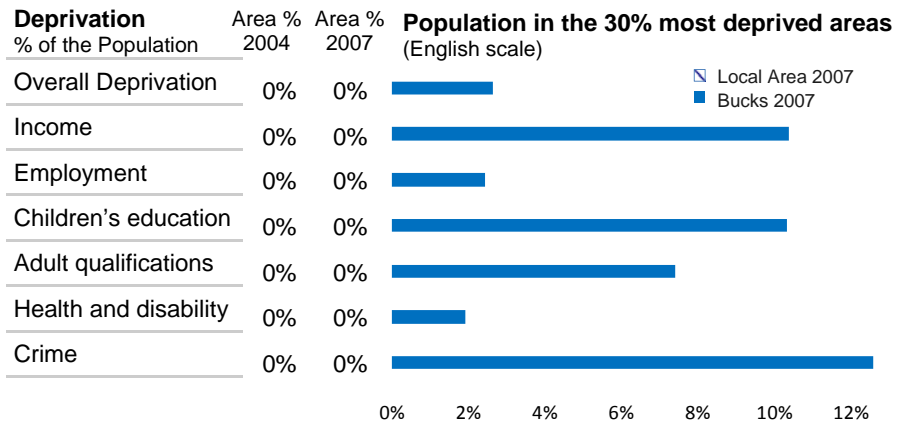 Deprivation Area % Area % Population in the 30% most deprived areas
% of the Population 2004 2007 (English scale)
Overall Deprivation 0% 0%
Local Area 2007
Bucks 2007
Income 0% 0%
Employment 0% 0%
Children's education 0% 0%
Adult qualifications 0% 0%
Health and disability 0% 0%
Crime 0% 0%
0% 2% 4% 6% 8% 10% 12%